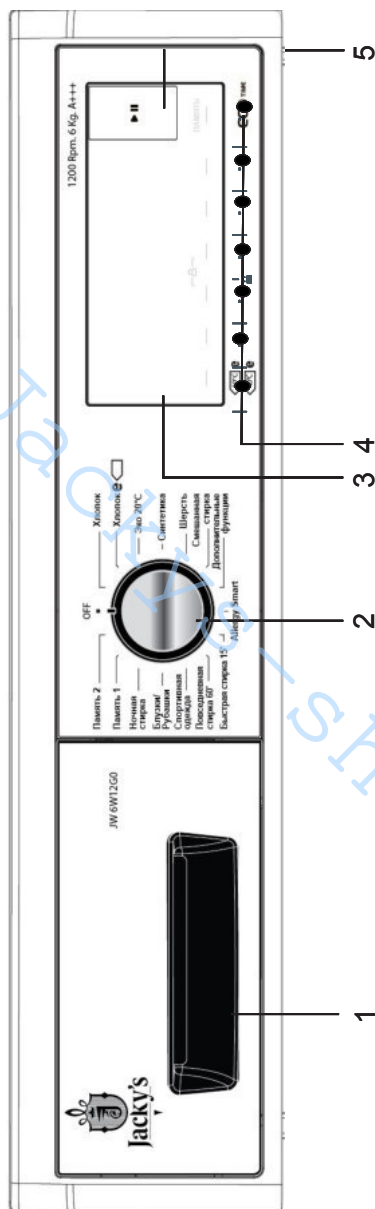 Jacky's
JW 6W12G0
OFF
Память 2
Память 1
Ночная
стирка
Блузки/
Рубашки
Спортивная
одежда
Повседневная
стирка 60'
Быстрая стирка 15'
Allergy Smart
Хлопок
Хлопок e
Эко 20°C
Синтетика
Шерсть
Смешанная
стирка
Дополнительные
функции
1200 Rpm. 6 Kg. A+++
ПАМЯТЬ
TIME
1
2
3
4
5